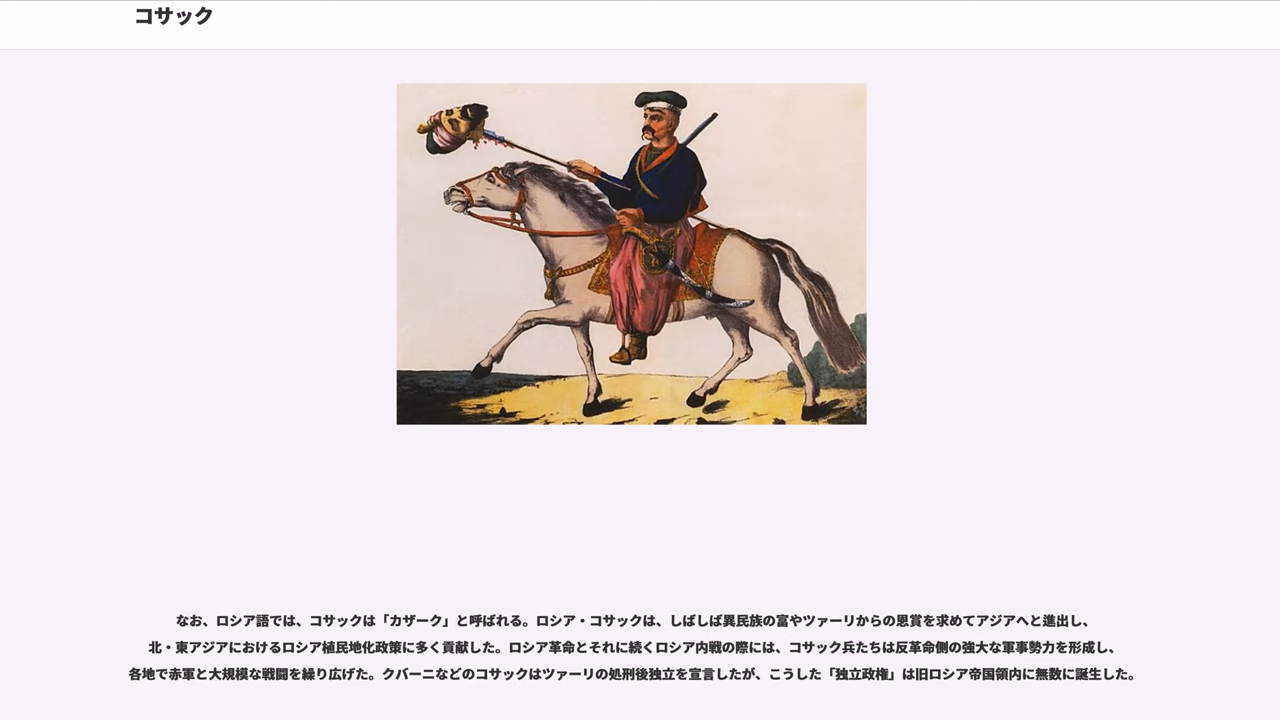 コサック
なお、ロシア語では、コサックは「カザーク」と呼ばれる。ロシア・コサックは、しばしば異民族の富やツァーリからの恩賞を求めてアジアへと進出し、
北・東アジアにおけるロシア植民地化政策に多く貢献した。ロシア革命とそれに続くロシア内戦の際には、コサック兵たちは反革命側の強大な軍事勢力を形成し、
各地で赤軍と大規模な戦闘を繰り広げた。クバーニなどのコサックはツァーリの処刑後独立を宣言したが、こうした「独立政権」は旧ロシア帝国領内に無数に誕生した。